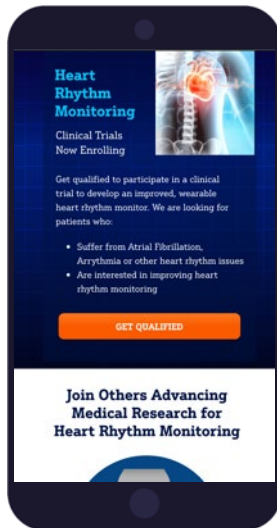 Heart
Rhythm
Monitoring
Clinical Trials
Now Enrolling
Get qualified to participate in a clinical
trial to develop an improved, wearable
heart rhythm monitor. We are looking for
patients who:
• Suffer from Atrial Fibrillation,
Arrythmia or other heart rhythm issues
• Are interested in improving heart
rhythm monitoring
GET QUALIFIED
Join Others Advancing
Medical Research for
Heart Rhythm Monitoring